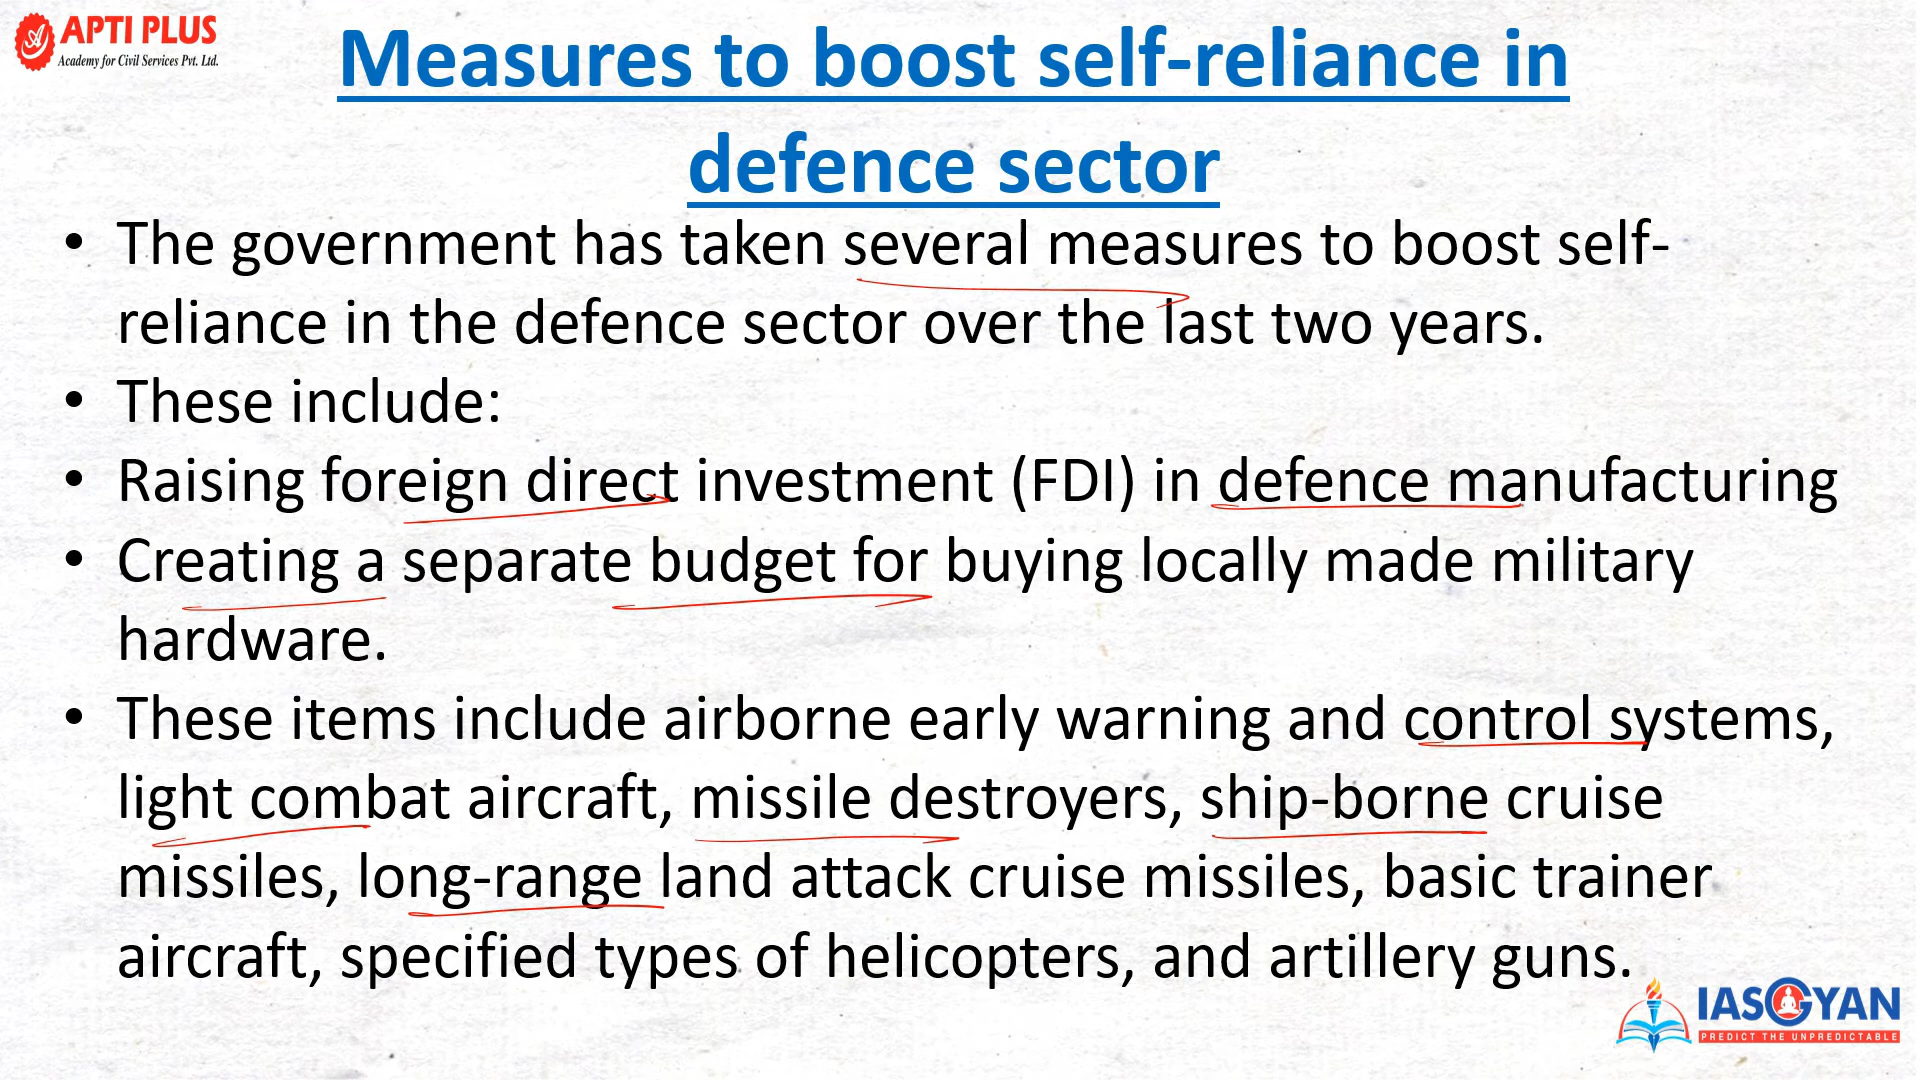 APTI PLUS
Academy for Civil Services Pvt. Ltd.
Measures to boost self-reliance in
defence sector
• The government has taken several measures to boost self-
reliance in the defence sector over the last two years.
• These include:
• Raising foreign direct investment (FDI) in defence manufacturing
• Creating a separate budget for buying locally made military
hardware.
• These items include airborne early warning and control systems,
light combat aircraft, missile destroyers, ship-borne cruise
missiles, long-range land attack cruise missiles, basic trainer
aircraft, specified types of helicopters, and artillery guns.
IASGYAN
PREDICT THE UNPREDICTABLE